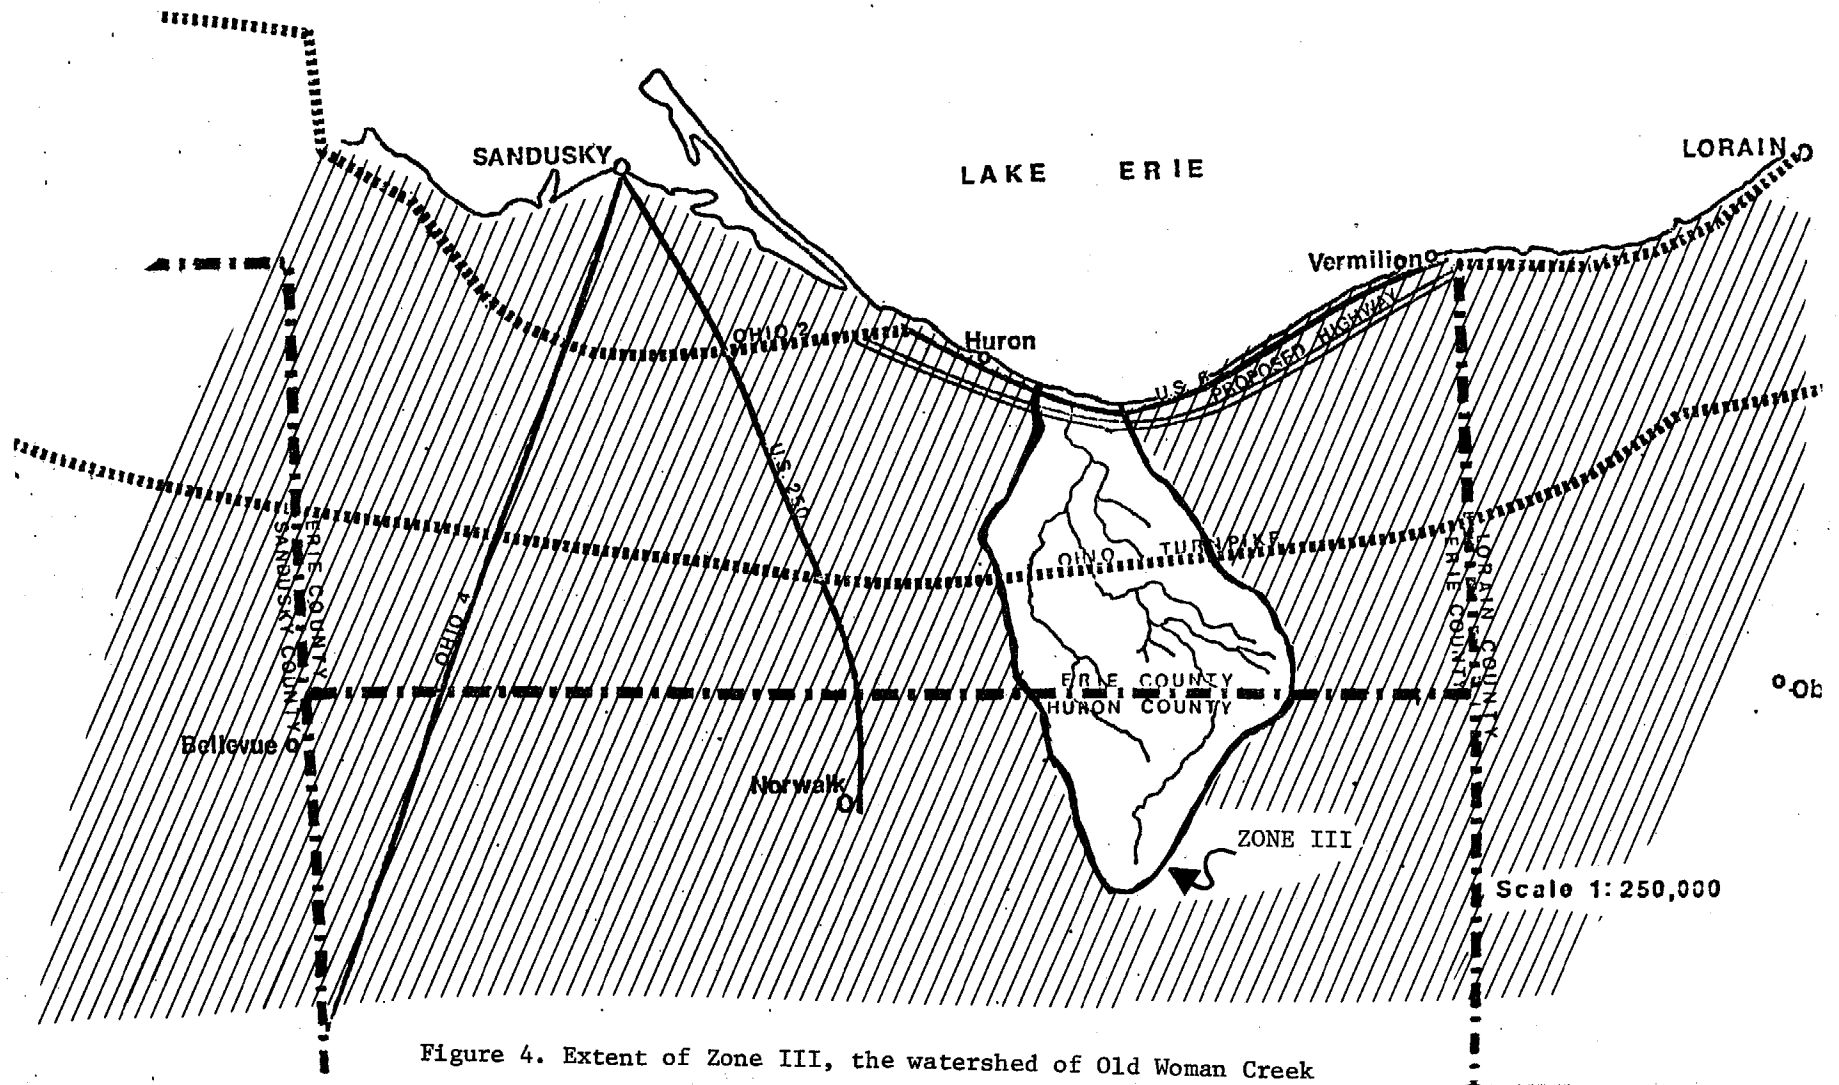 SANDUSKY
LAKE ERIE
LORAIN
Vermilion
OHIO 2
Huron
U.S. 6
PROPOSED HIGHWAY
U.S. 250
OHIO TURNPIKE
SANDUSKY COUNTY
ERIE COUNTY
ERIE COUNTY
LORAIN COUNTY
OHIO 4
ERIE COUNTY
HURON COUNTY
Ob
Bellevue
Norwalk
ZONE III
Scale 1:250,000
Figure 4. Extent of Zone III, the watershed of Old Woman Creek